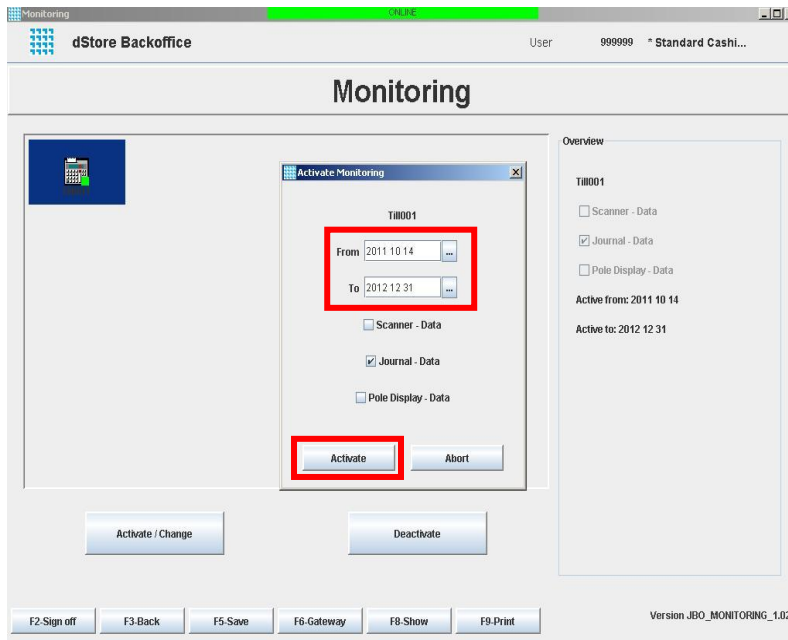 Monitoring
ONLINE
dStore Backoffice
User 999999 * Standard Cashi...
Monitoring
Activate Monitoring
Till001
From 2011 10 14 ...
To 2012 12 31 ...
Scanner - Data
Journal - Data
Pole Display - Data
Activate Abort
Overview
Till001
Scanner - Data
Journal - Data
Pole Display - Data
Active from: 2011 10 14
Active to: 2012 12 31
Activate / Change Deactivate
F2-Sign off F3-Back F5-Save F6-Gateway F8-Show F9-Print
Version JBO_MONITORING_1.02